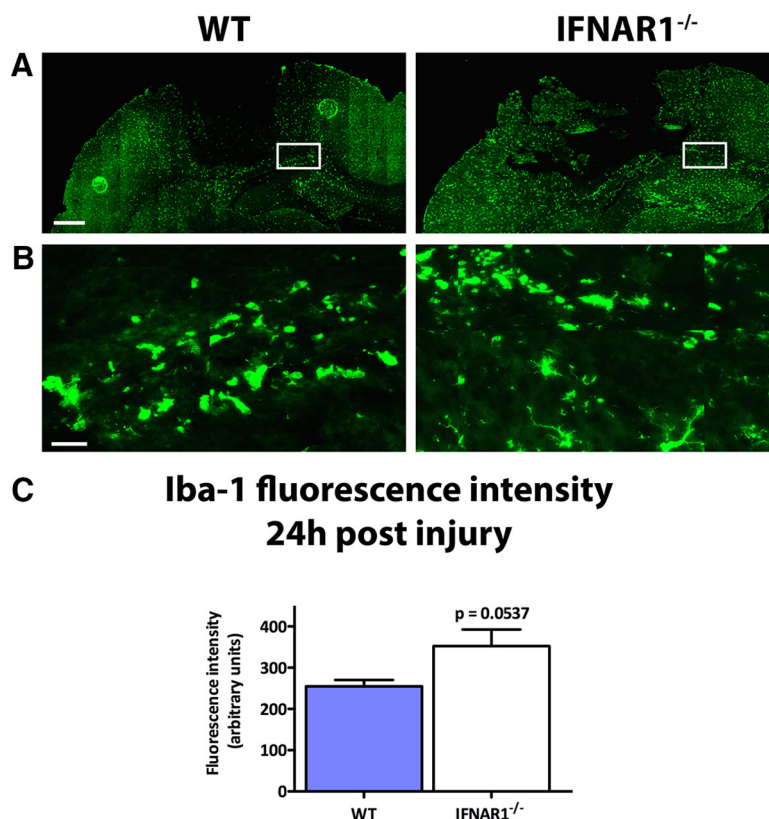 WT IFNAR1⁻/⁻
A
B
C Iba-1 fluorescence intensity
24h post injury
p = 0.0537
Fluorescence intensity
(arbitrary units)
400
300
200
100
0
WT IFNAR1⁻/⁻